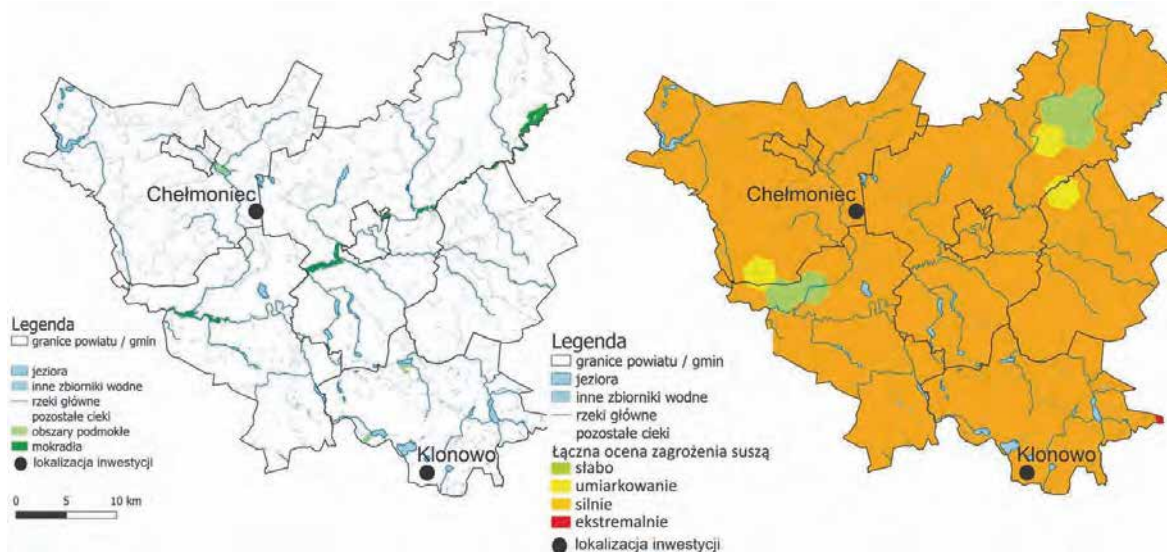 Chełmoniec
Klonowo
Legenda
granice powiatu / gmin
jeziora
inne zbiorniki wodne
rzeki główne
pozostałe cieki
obszary podmokłe
mokradła
lokalizacja inwestycji
0 5 10 km
Chełmoniec
Klonowo
Legenda
granice powiatu / gmin
jeziora
inne zbiorniki wodne
rzeki główne
pozostałe cieki
Łączna ocena zagrożenia suszą
słabo
umiarkowanie
silnie
ekstremalnie
lokalizacja inwestycji